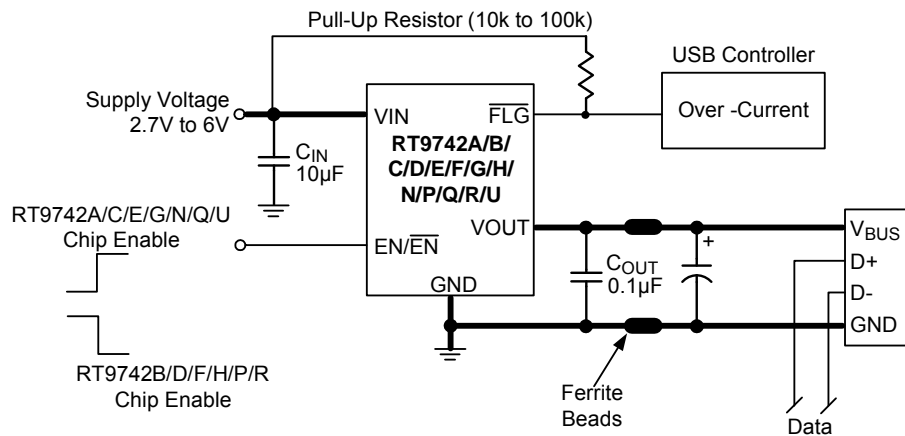 Pull-Up Resistor (10k to 100k)
USB Controller
Supply Voltage
2.7V to 6V
VIN
FLG
Over -Current
RT9742A/B/
C/D/E/F/G/H/
N/P/Q/R/U
CIN
10µF
RT9742A/C/E/G/N/Q/U
Chip Enable
EN/EN
VOUT
GND
COUT
0.1µF
+
VBUS
D+
D-
GND
RT9742B/D/F/H/P/R
Chip Enable
Ferrite
Beads
Data